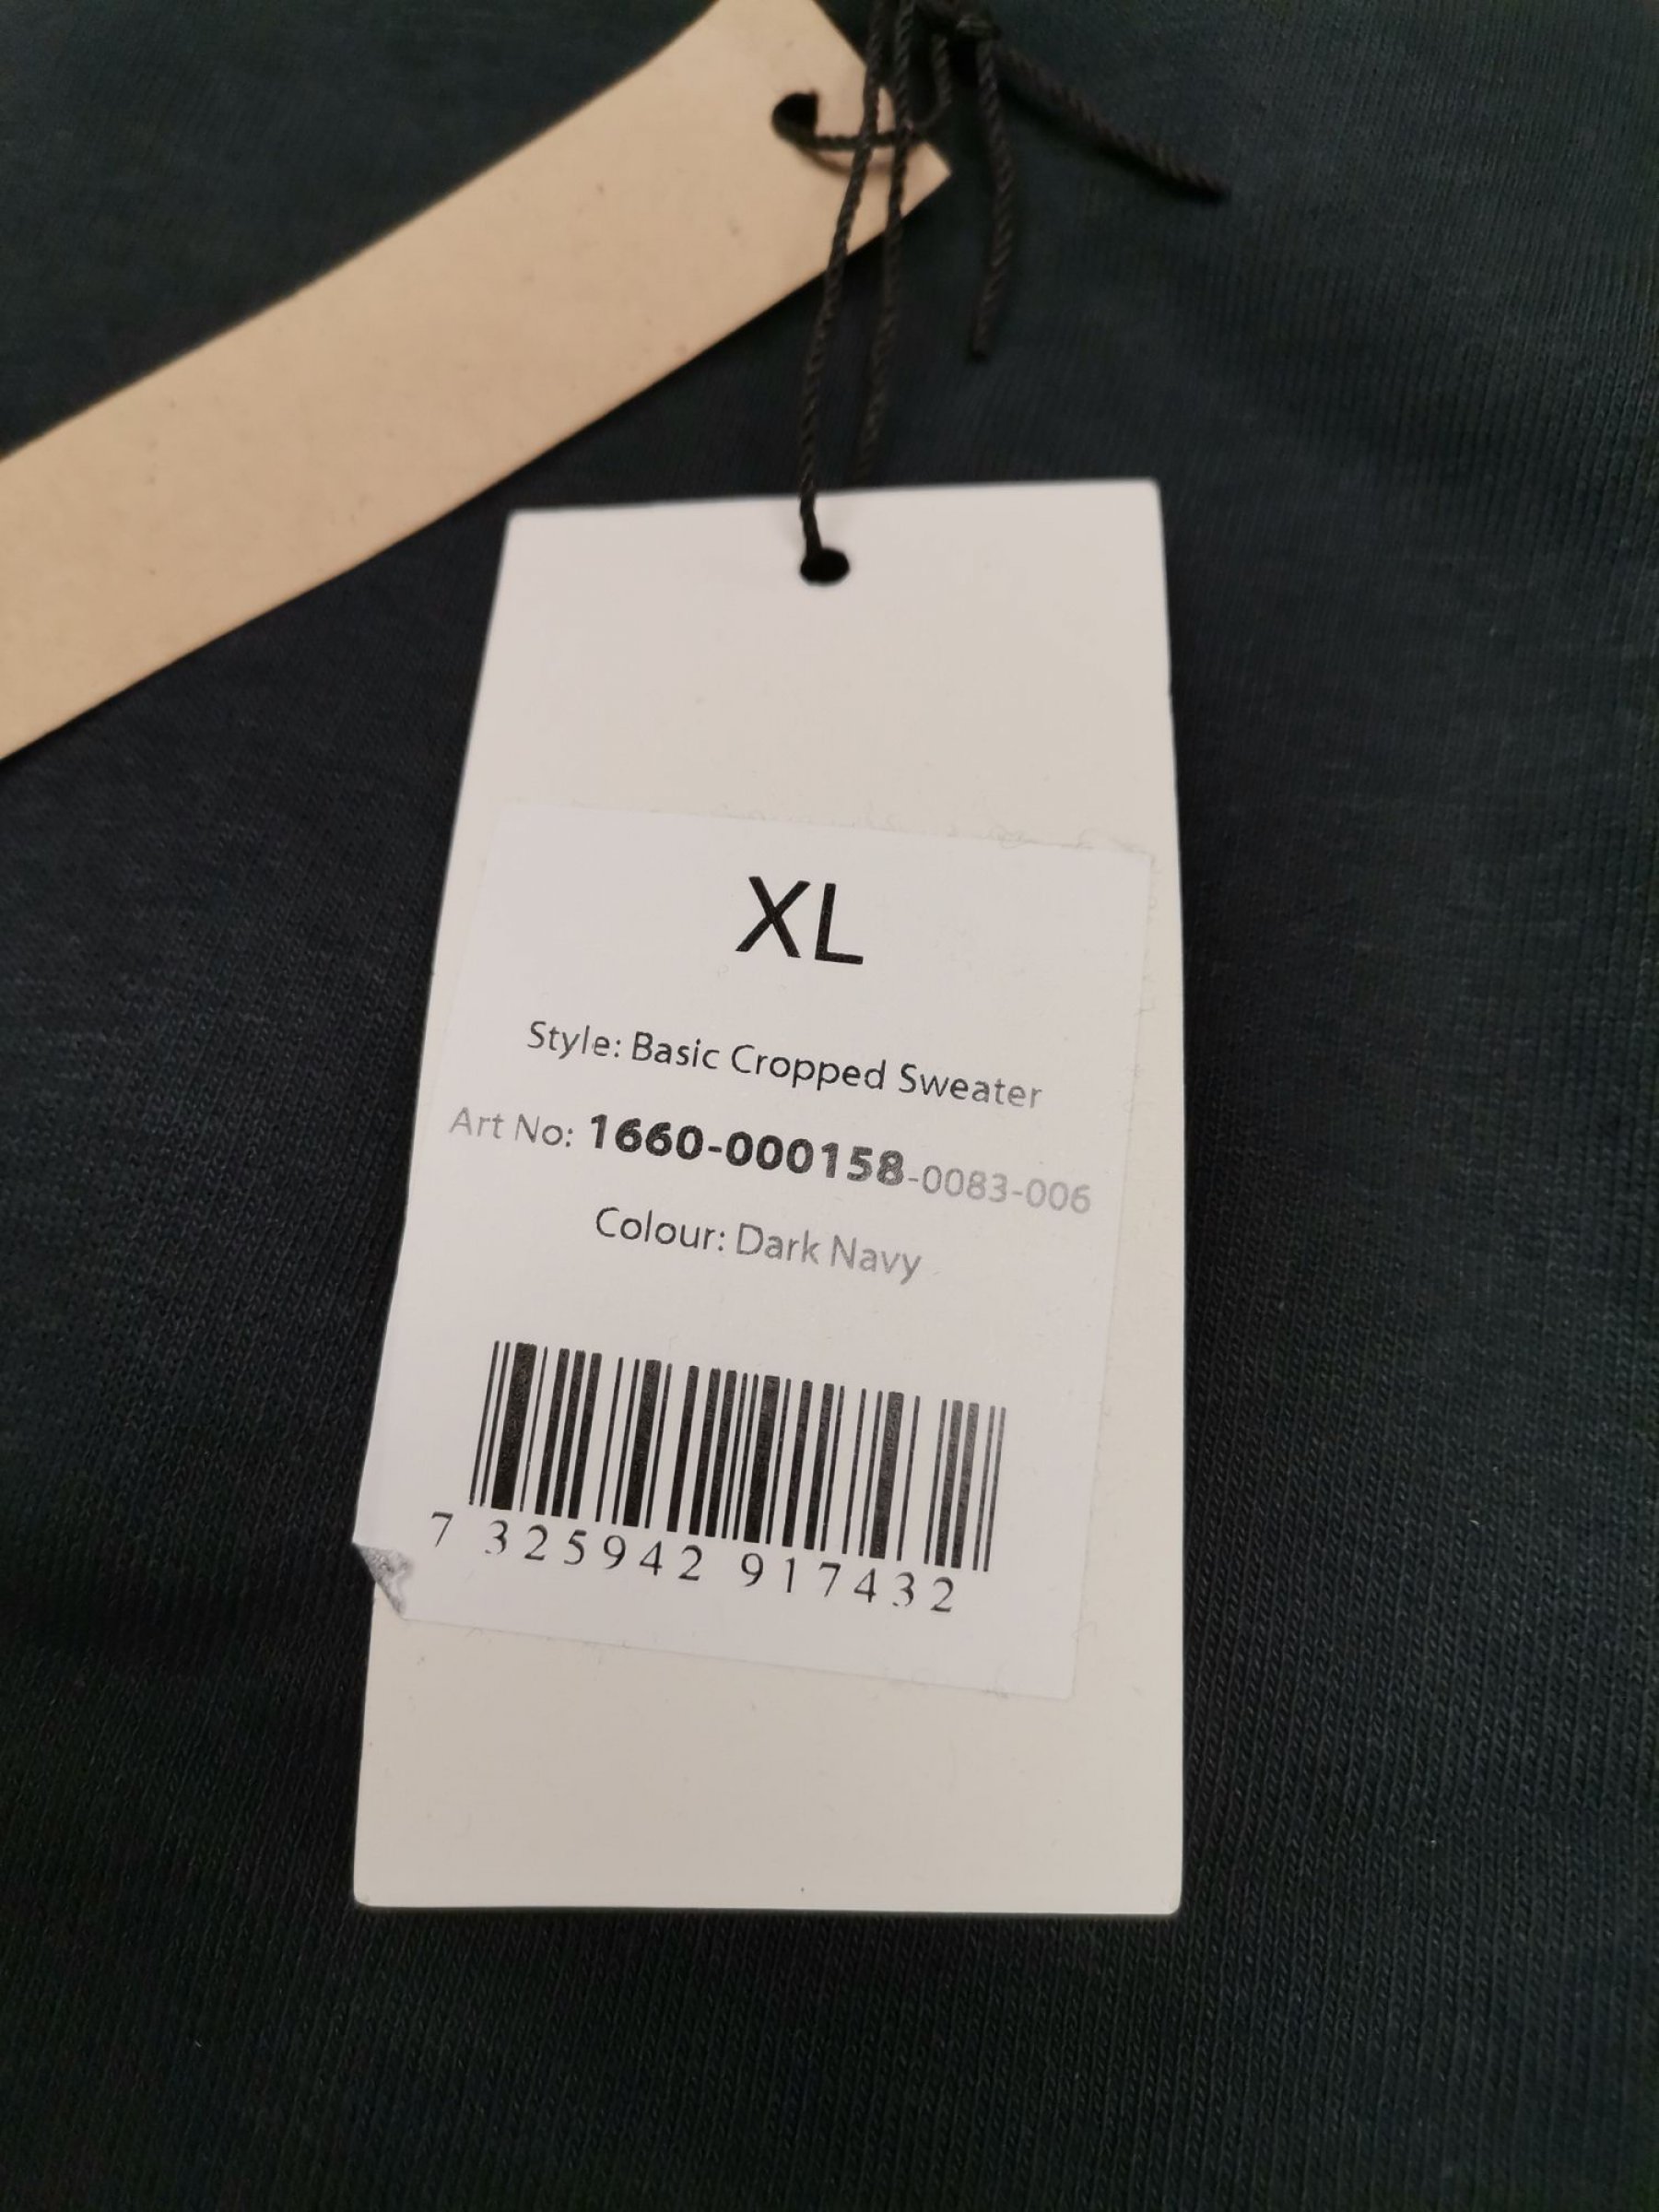 XL
Style: Basic Cropped Sweater
Art No: 1660-000158-0083-006
Colour: Dark Navy
7 325942 917432